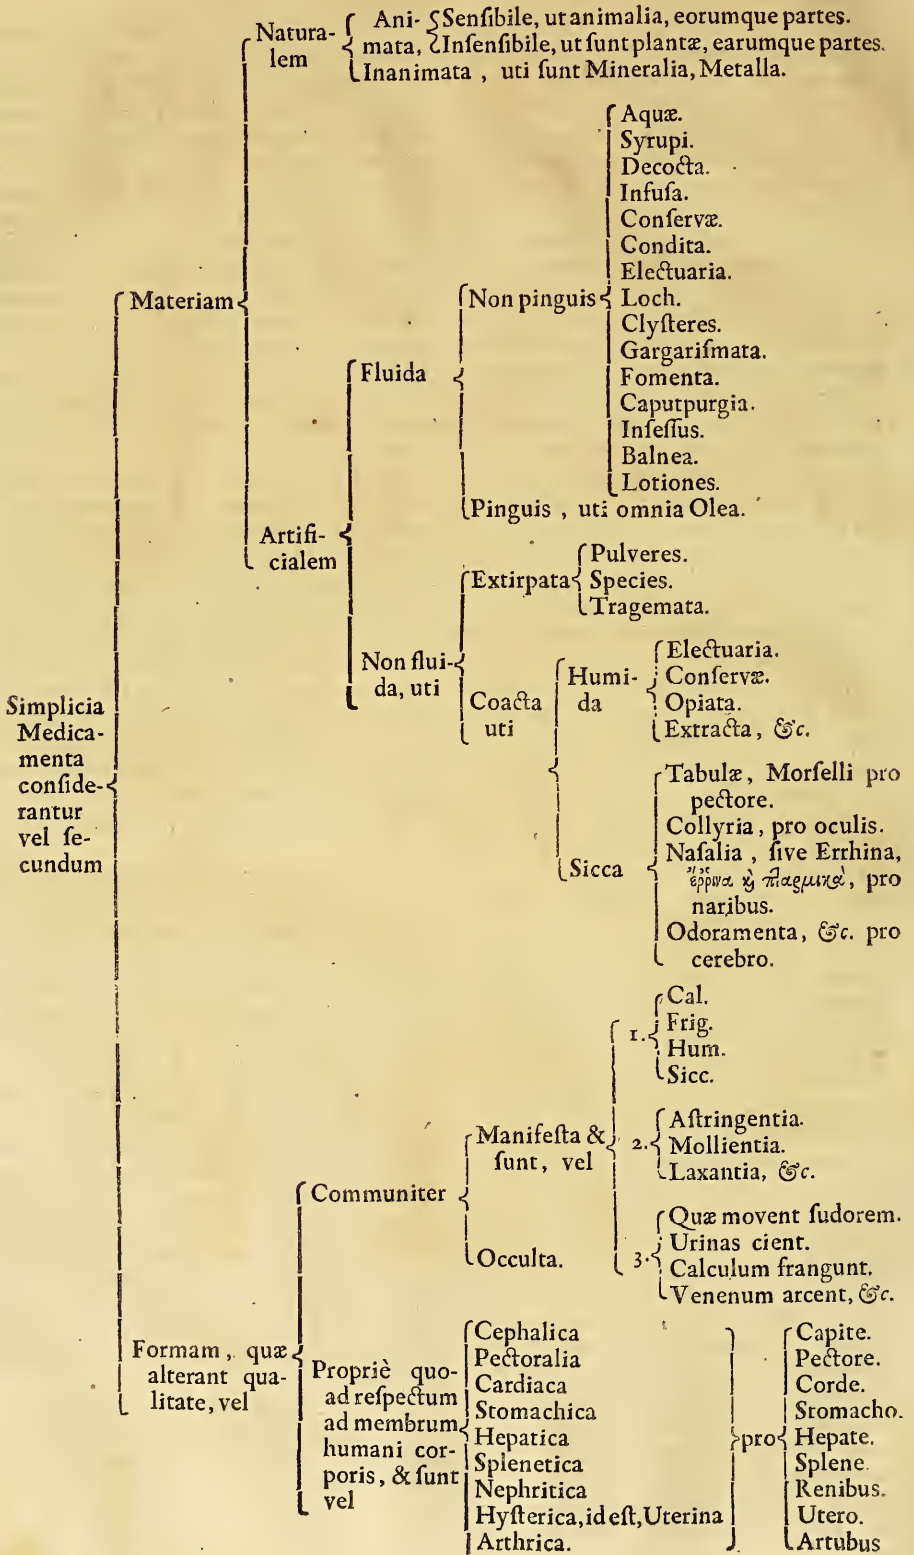 Simplicia
Medica-
menta
conſide-
rantur
vel ſe-
cundum
Materiam
Natura-
lem
Ani-
mata,
Senſibile, ut animalia, eorumque partes.
Inſenſibile, ut ſunt plantæ, earumque partes.
Inanimata , uti ſunt Mineralia, Metalla.
Artifi-
cialem
Fluida
Non pinguis
Aquæ.
Syrupi.
Decocta.
Infuſa.
Conſervæ.
Condita.
Electuaria.
Loch.
Clyſteres.
Gargariſmata.
Fomenta.
Caputpurgia.
Inſeſſus.
Balnea.
Lotiones.
Pinguis , uti omnia Olea.
Non flui-
da, uti
Extirpata
Pulveres.
Species.
Tragemata.
Coacta
uti
Humi-
da
Electuaria.
Conſervæ.
Opiata.
Extracta, &c.
Sicca
Tabulæ, Morſelli pro
pectore.
Collyria, pro oculis.
Naſalia , ſive Errhina,
ἔῤῥινα ϗ πταρμικὰ, pro
naribus.
Odoramenta, &c. pro
cerebro.
Formam, quæ
alterant qua-
litate, vel
Communiter
Manifeſta &
ſunt, vel
1.
Cal.
Frig.
Hum.
Sicc.
2.
Aſtringentia.
Mollientia.
Laxantia, &c.
3.
Quæ movent ſudorem.
Urinas cient.
Calculum frangunt.
Venenum arcent, &c.
Occulta.
Propriè quo-
ad reſpectum
ad membrum
humani cor-
poris, & ſunt
vel
Cephalica
Pectoralia
Cardiaca
Stomachica
Hepatica
Splenetica
Nephritica
Hyſterica, id eſt, Uterina
Arthrica.
pro
Capite.
Pectore.
Corde.
Stomacho.
Hepate.
Splene.
Renibus.
Utero.
Artubus